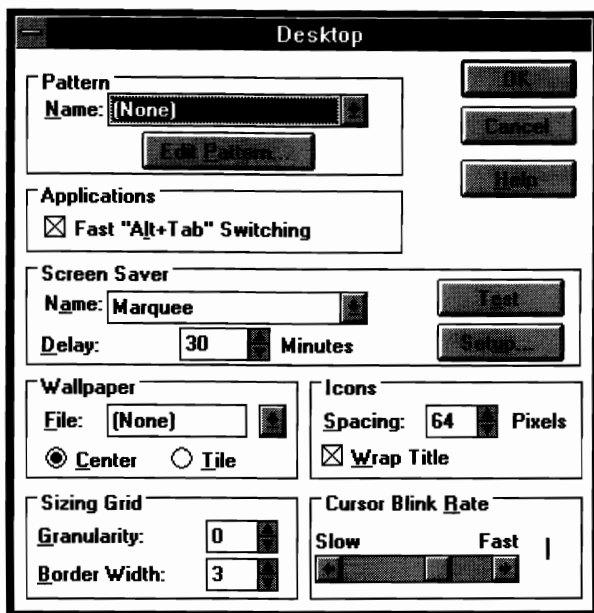 Desktop
Pattern
Name: (None)
Edit Pattern...
OK
Cancel
Help
Applications
Fast "Alt+Tab" Switching
Screen Saver
Name: Marquee
Delay: 30 Minutes
Test
Setup...
Wallpaper
File: (None)
Center Tile
Icons
Spacing: 64 Pixels
Wrap Title
Sizing Grid
Granularity: 0
Border Width: 3
Cursor Blink Rate
Slow Fast